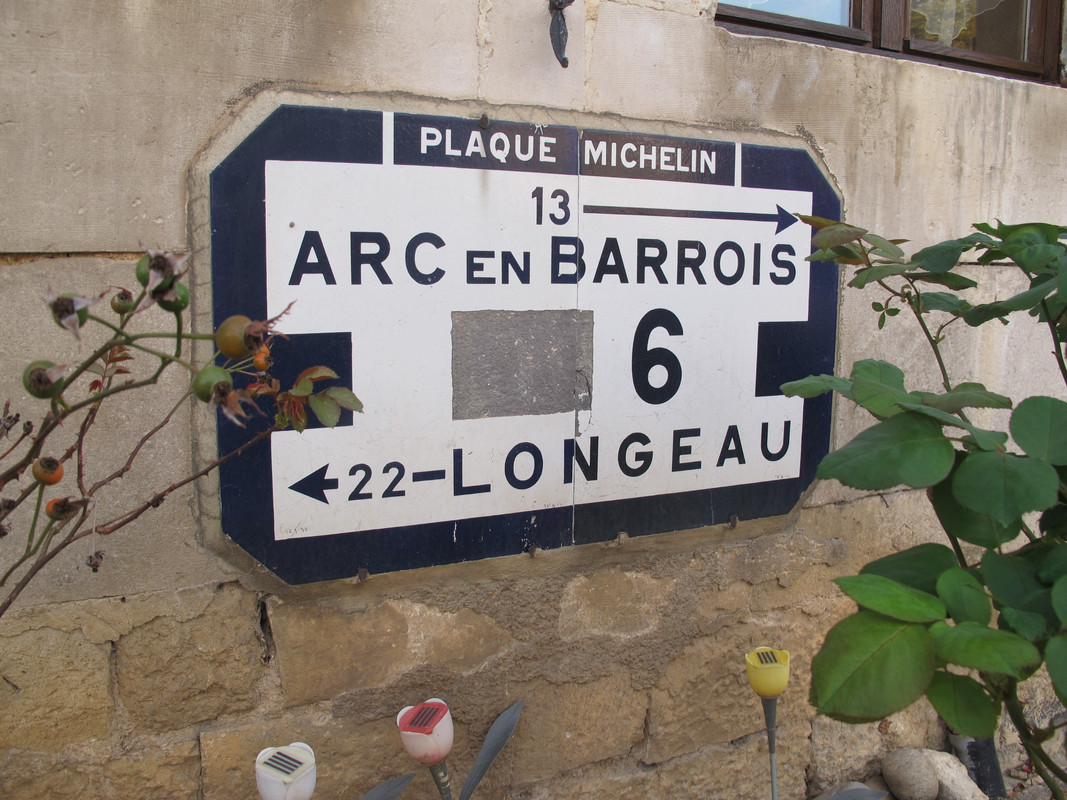 PLAQUE MICHELIN
13
ARC EN BARROIS
6
22-LONGEAU